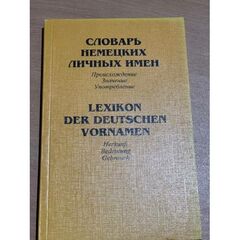 СЛОВАРЬ
НЕМЕЦКИХ
ЛИЧНЫХ ИМЕН
Происхождение
Значение
Употребление
LEXIKON
DER DEUTSCHEN
VORNAMEN
Herkunft
Bedeutung
Gebrauch